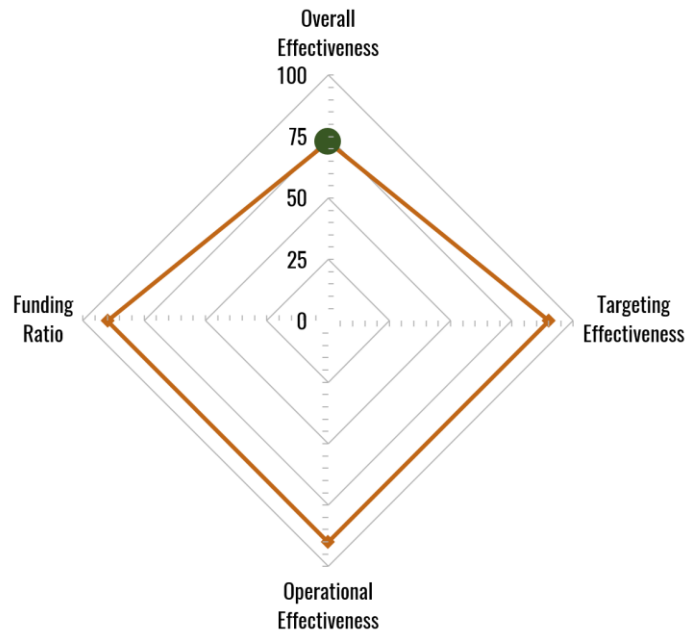 Overall
Effectiveness
100
75
50
25
0
Funding
Ratio
Targeting
Effectiveness
Operational
Effectiveness